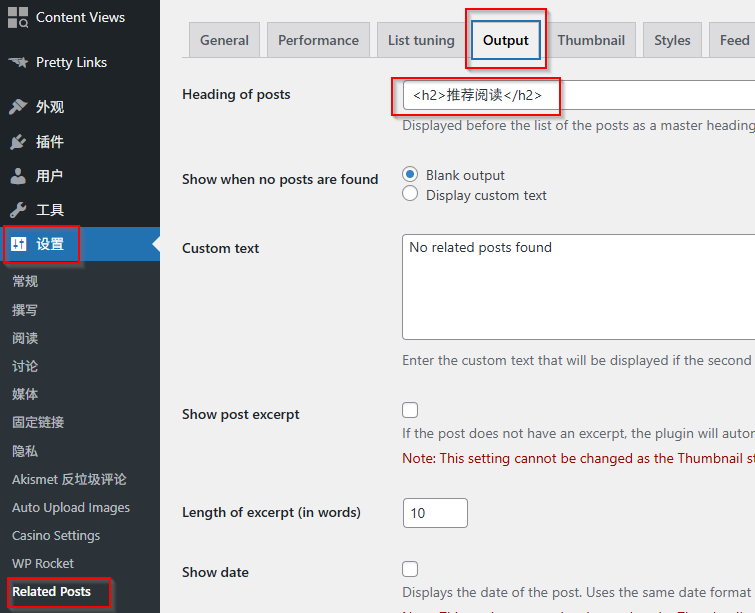 Content Views
Pretty Links
外观
插件
用户
工具
设置
常规
撰写
阅读
讨论
媒体
固定链接
隐私
Akismet 反垃圾评论
Auto Upload Images
Casino Settings
WP Rocket
Related Posts
General
Performance
List tuning
Output
Thumbnail
Styles
Feed
Heading of posts
<h2>推荐阅读</h2>
Displayed before the list of the posts as a master heading
Show when no posts are found
Blank output
Display custom text
Custom text
No related posts found
Enter the custom text that will be displayed if the second
Show post excerpt
If the post does not have an excerpt, the plugin will
Note: This setting cannot be changed as the Thumbnail
Length of excerpt (in words)
10
Show date
Displays the date of the post. Uses the same date format